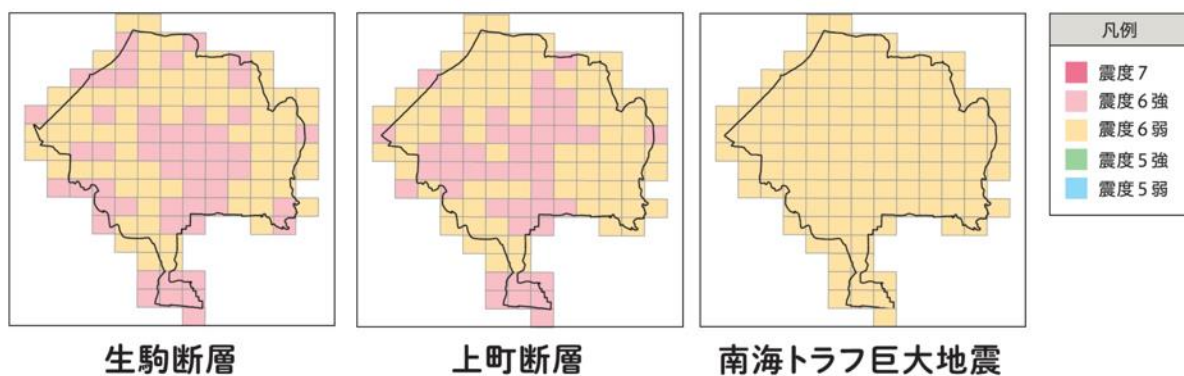 凡例
震度7
震度6強
震度6弱
震度5強
震度5弱
生駒断層
上町断層
南海トラフ巨大地震